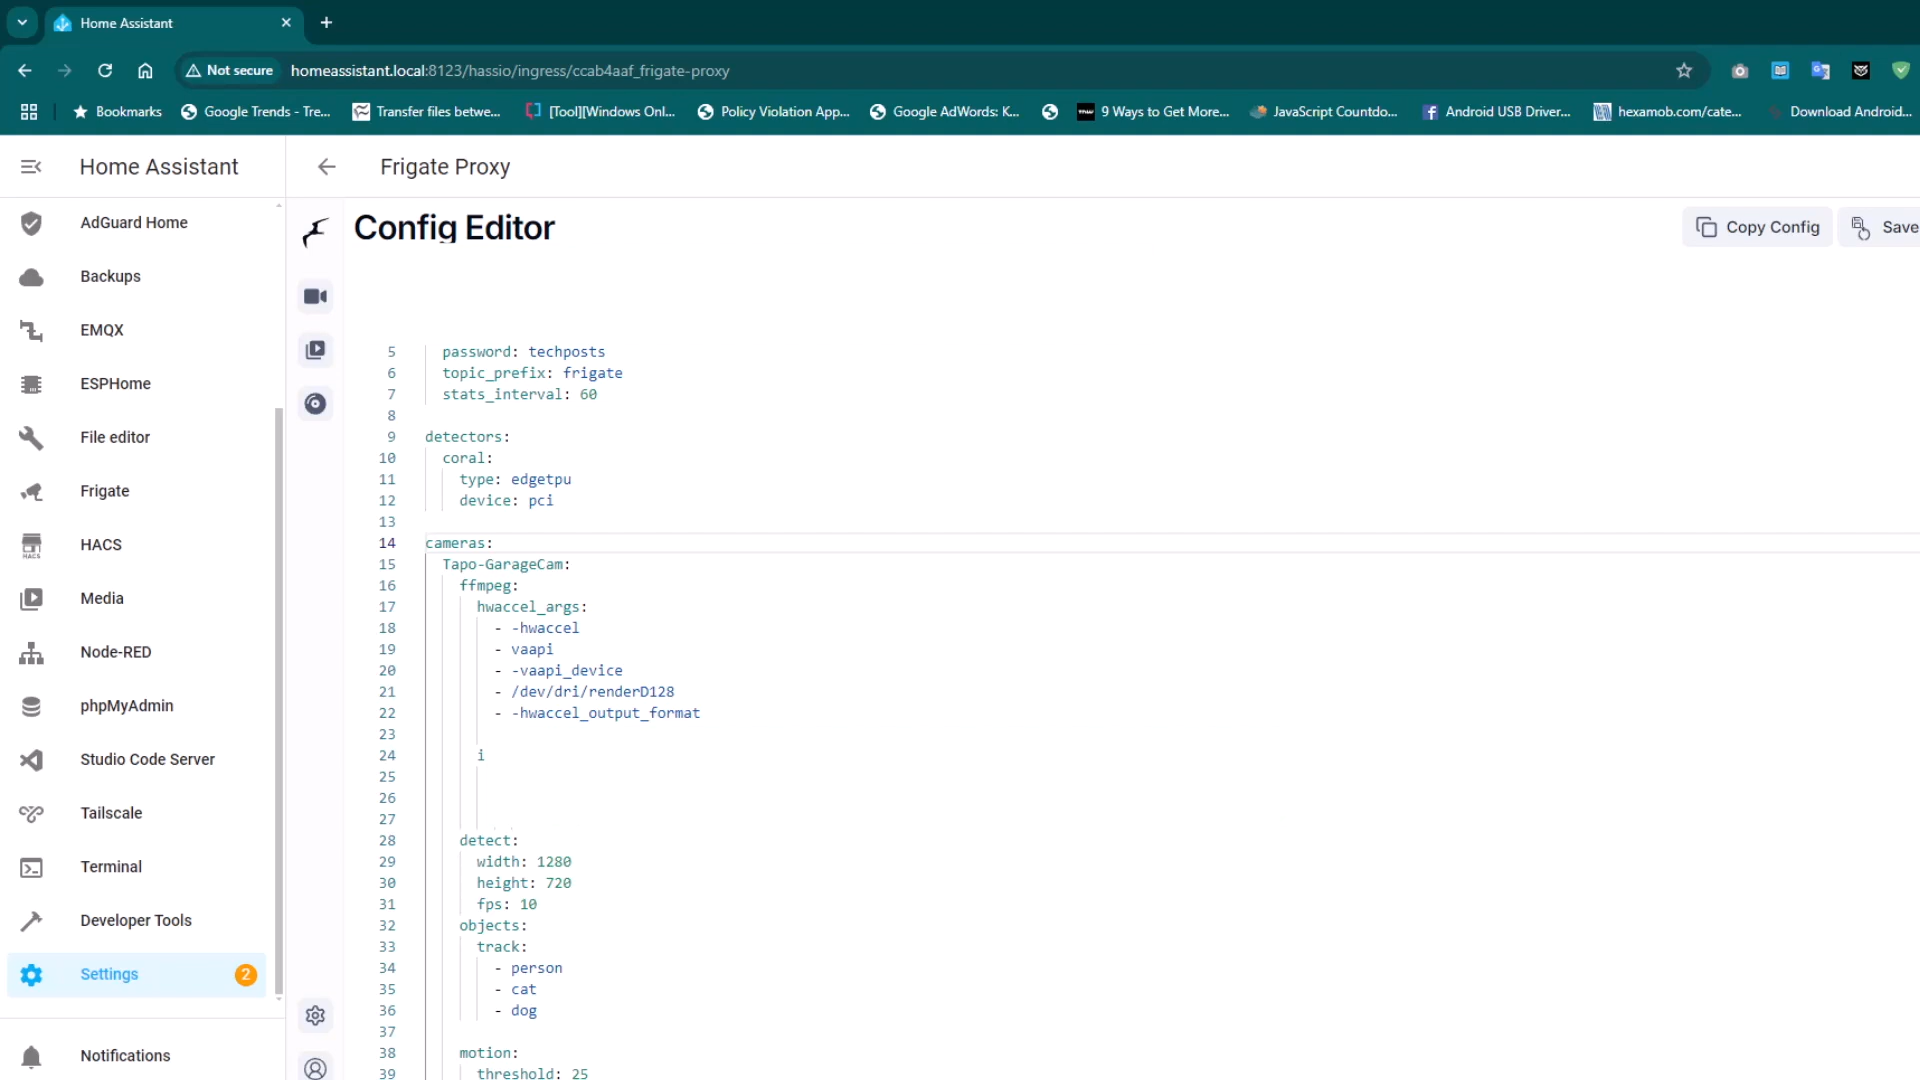 Home Assistant
Not secure
homeassistant.local:8123/hassio/ingress/ccab4aaf_frigate-proxy
Bookmarks
Google Trends - Tre...
Transfer files betwe...
[Tool][Windows Onl...
Policy Violation App...
Google AdWords: K...
9 Ways to Get More...
JavaScript Countdo...
Android USB Driver...
hexamob.com/cate...
Download Android...
Home Assistant
Frigate Proxy
AdGuard Home
Backups
EMQX
ESPHome
File editor
Frigate
HACS
Media
Node-RED
phpMyAdmin
Studio Code Server
Tailscale
Terminal
Developer Tools
Settings
2
Notifications
Config Editor
Copy Config
Save
5 password: techposts
6 topic_prefix: frigate
7 stats_interval: 60
8
9 detectors:
10 coral:
11 type: edgetpu
12 device: pci
13
14 cameras:
15 Tapo-GarageCam:
16 ffmpeg:
17 hwaccel_args:
18 - -hwaccel
19 - vaapi
20 - -vaapi_device
21 - /dev/dri/renderD128
22 - -hwaccel_output_format
23
24 i
25
26
27
28 detect:
29 width: 1280
30 height: 720
31 fps: 10
32 objects:
33 track:
34 - person
35 - cat
36 - dog
37
38 motion:
39 threshold: 25